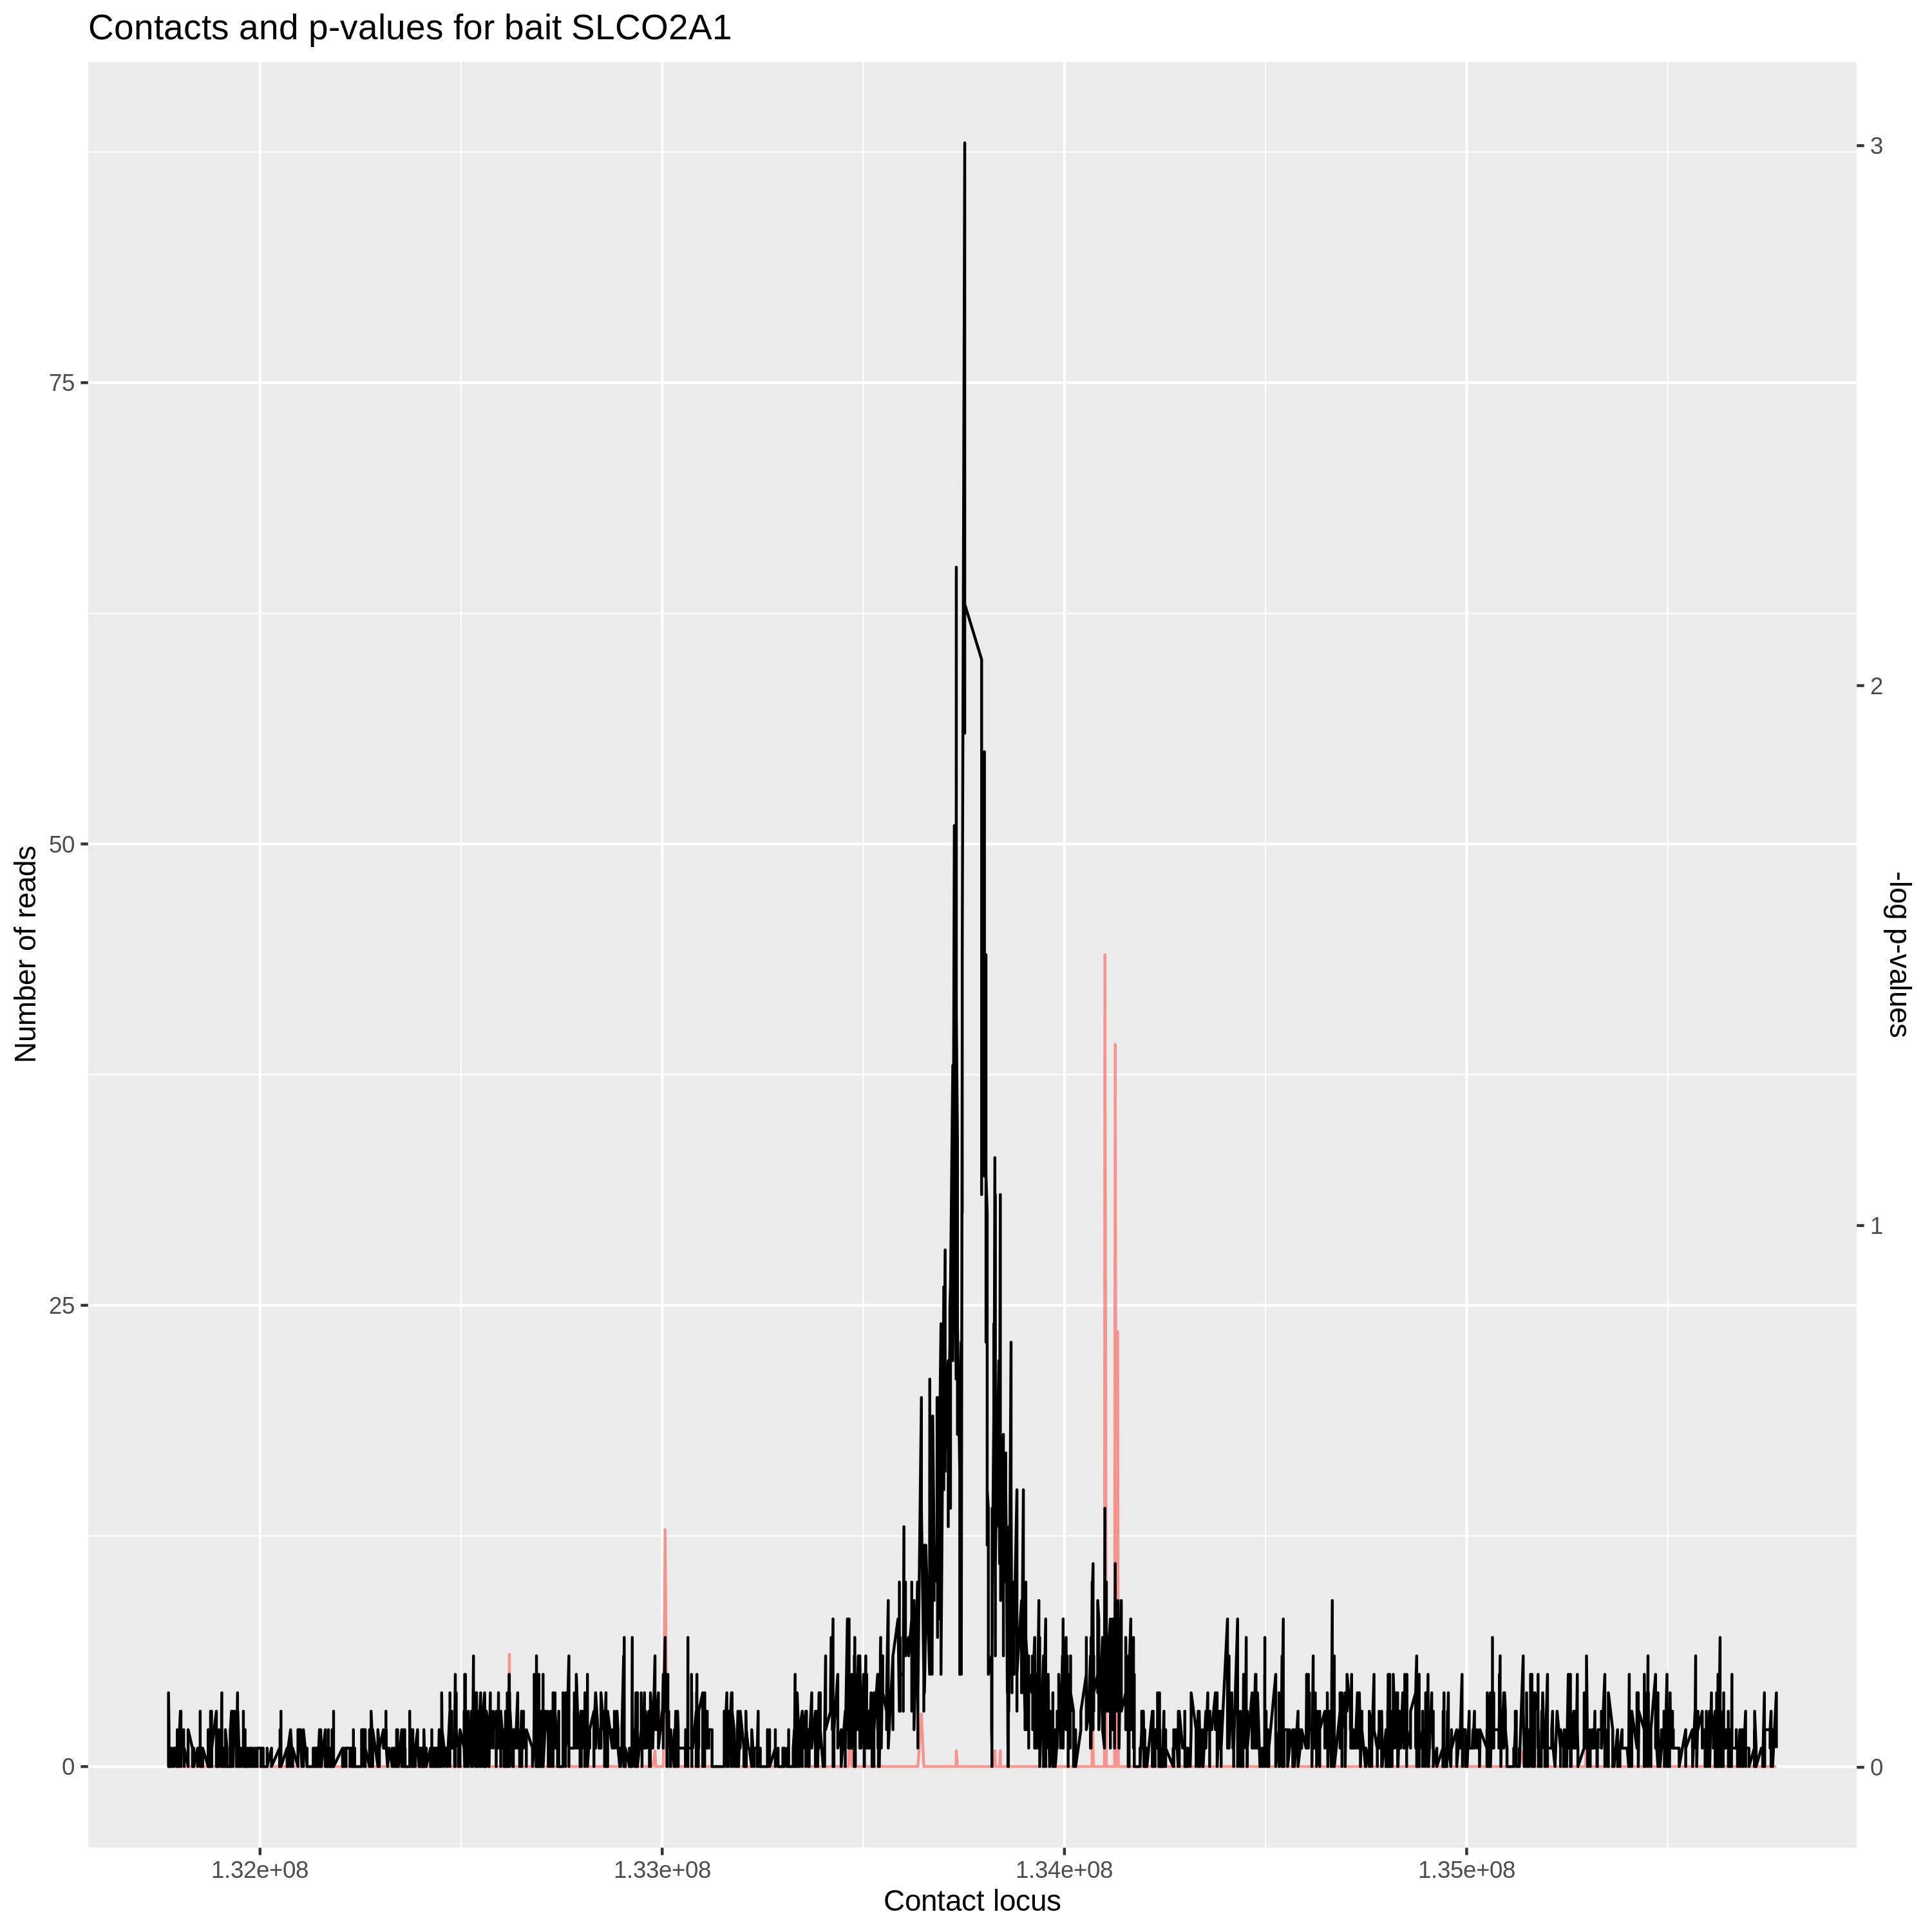 Contacts and p-values for bait SLCO2A1
Number of reads
75
50
25
0
3
2
1
0
-log p-values
1.32e+08 1.33e+08 1.34e+08 1.35e+08
Contact locus